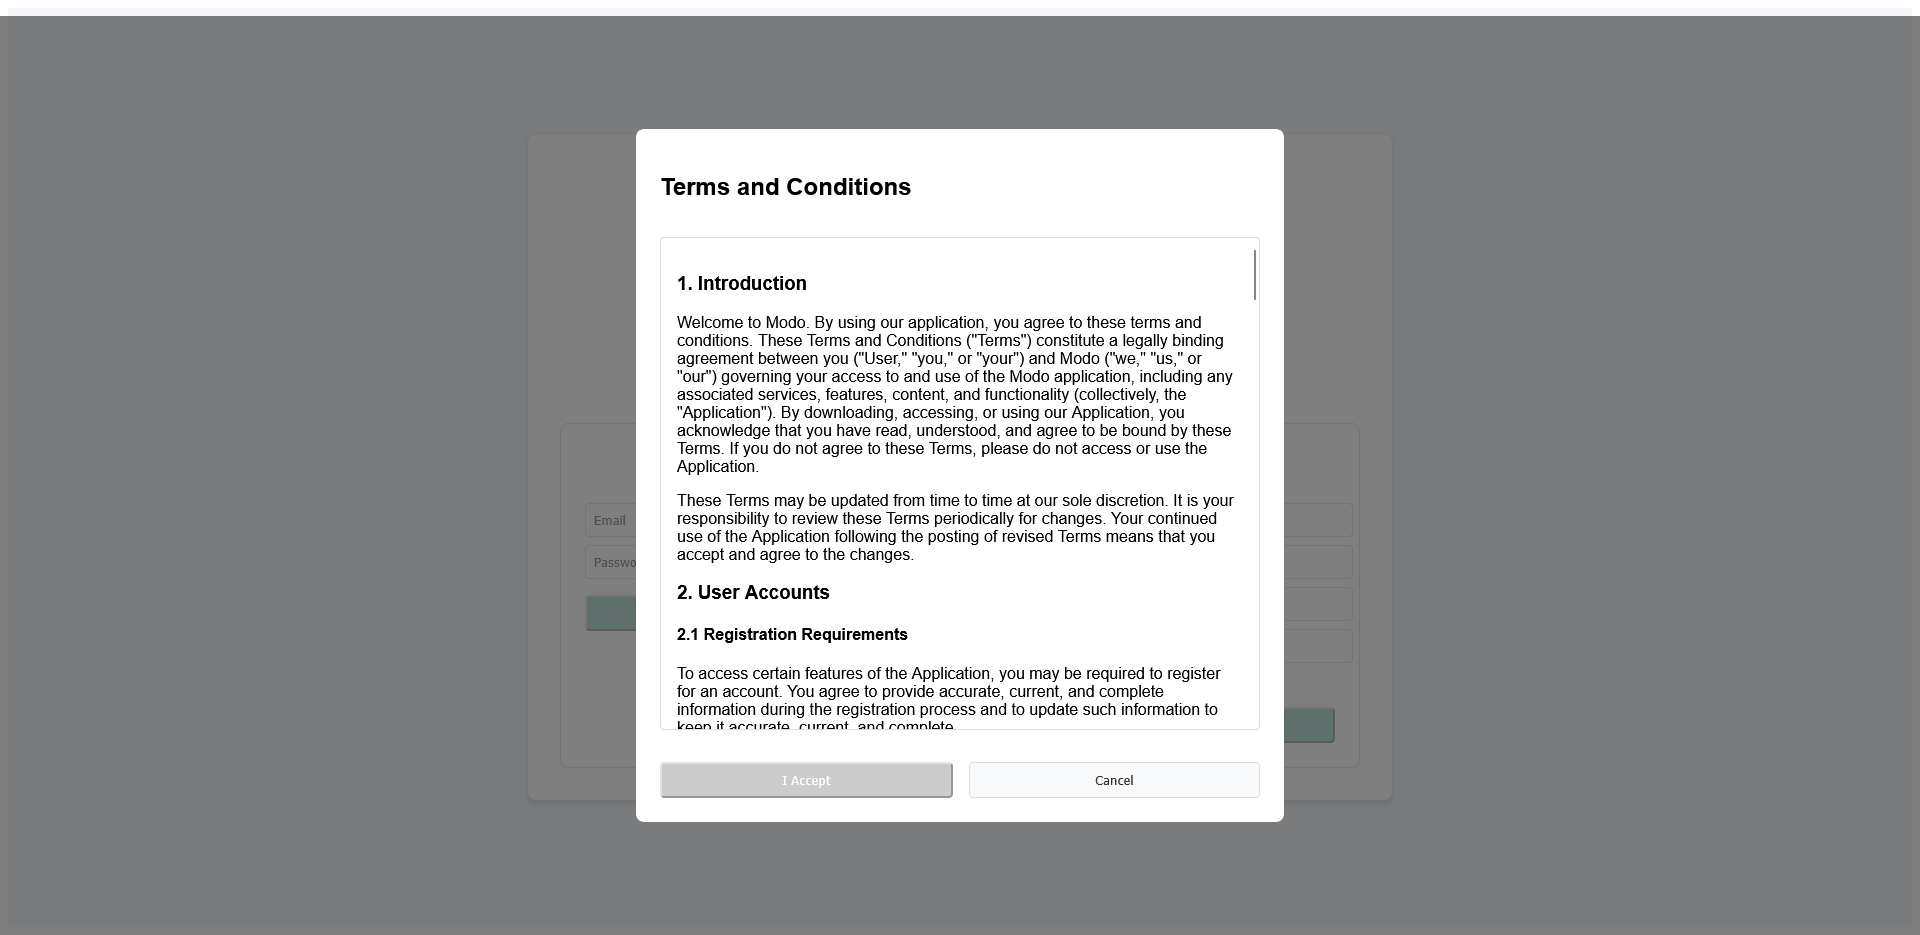 Terms and Conditions
1. Introduction
Welcome to Modo. By using our application, you agree to these terms and
conditions. These Terms and Conditions ("Terms") constitute a legally binding
agreement between you ("User," "you," or "your") and Modo ("we," "us," or
"our") governing your access to and use of the Modo application, including any
associated services, features, content, and functionality (collectively, the
"Application"). By downloading, accessing, or using our Application, you
acknowledge that you have read, understood, and agree to be bound by these
Terms. If you do not agree to these Terms, please do not access or use the
Application.
These Terms may be updated from time to time at our sole discretion. It is your
responsibility to review these Terms periodically for changes. Your continued
use of the Application following the posting of revised Terms means that you
accept and agree to the changes.
2. User Accounts
2.1 Registration Requirements
To access certain features of the Application, you may be required to register
for an account. You agree to provide accurate, current, and complete
information during the registration process and to update such information to
keep it accurate, current, and complete.
Email
Passwo
I Accept
Cancel